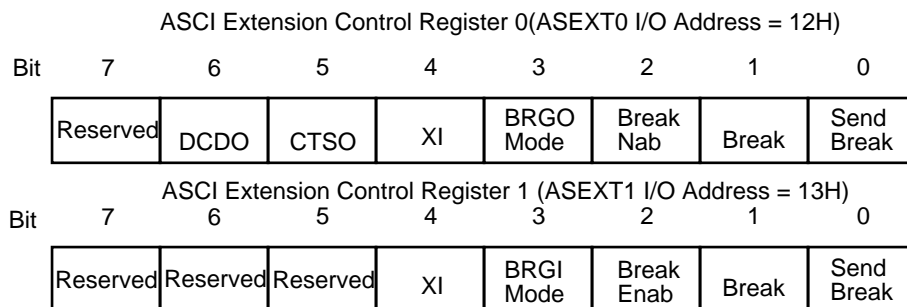 ASCI Extension Control Register 0(ASEXT0 I/O Address = 12H)
Bit 7 6 5 4 3 2 1 0
Reserved DCDO CTSO XI BRGO Mode Break Nab Break Send Break
ASCI Extension Control Register 1 (ASEXT1 I/O Address = 13H)
Bit 7 6 5 4 3 2 1 0
Reserved Reserved Reserved XI BRGI Mode Break Enab Break Send Break